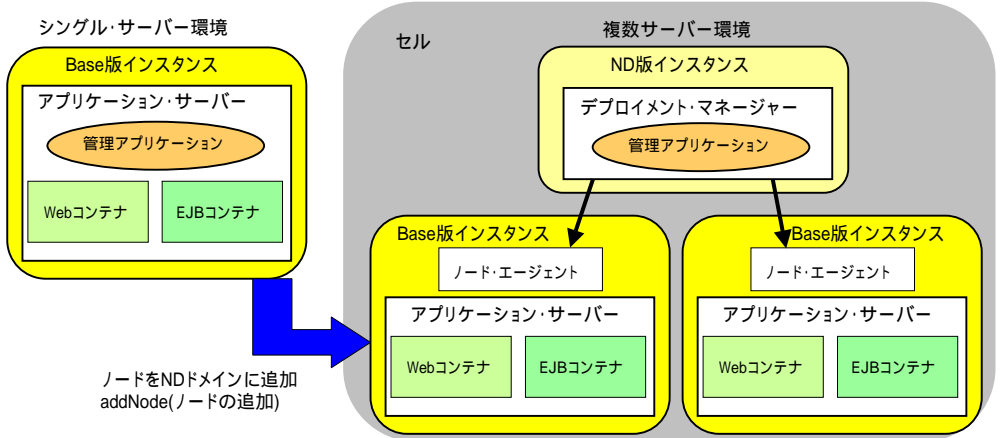 シングル・サーバー環境
Base版インスタンス
アプリケーション・サーバー
管理アプリケーション
Webコンテナ
EJBコンテナ
ノードをNDドメインに追加
addNode(ノードの追加)
セル
複数サーバー環境
ND版インスタンス
デプロイメント・マネージャー
管理アプリケーション
Base版インスタンス
ノード・エージェント
アプリケーション・サーバー
Webコンテナ
EJBコンテナ
Base版インスタンス
ノード・エージェント
アプリケーション・サーバー
Webコンテナ
EJBコンテナ